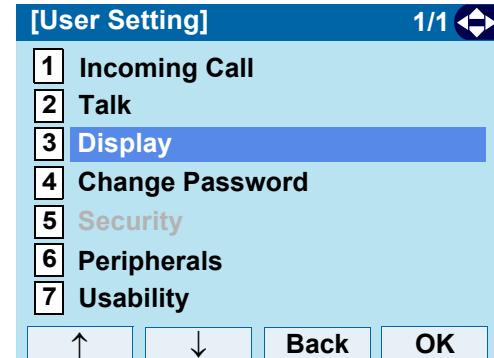 [User Setting] 1/1
1 Incoming Call
2 Talk
3 Display
4 Change Password
5 Security
6 Peripherals
7 Usability
↑ ↓ Back OK